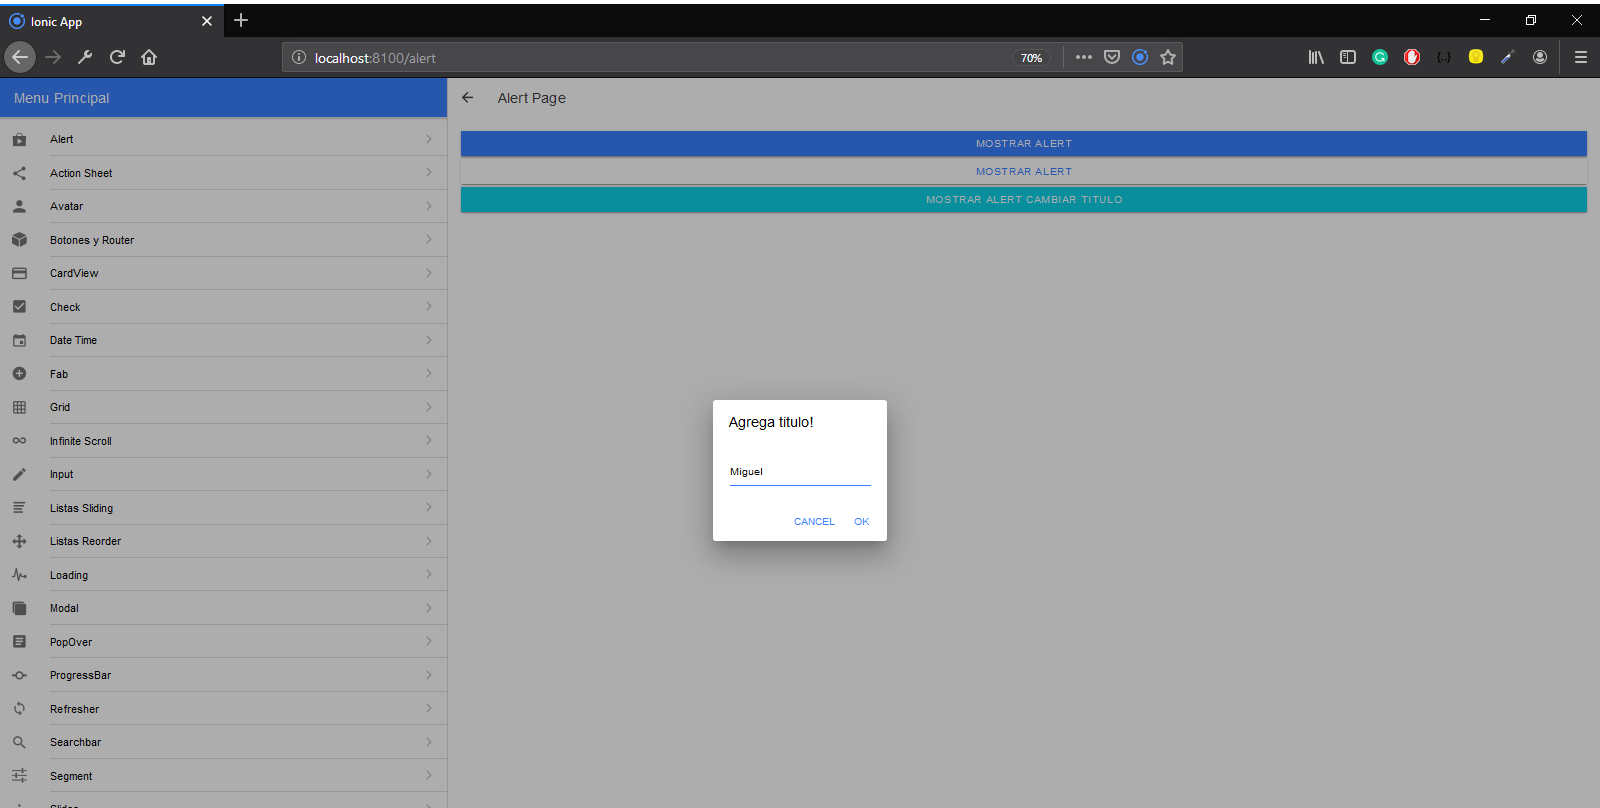 Ionic App
localhost:8100/alert
70%
Menu Principal
Alert Page
Alert
Action Sheet
Avatar
Botones y Router
CardView
Check
Date Time
Fab
Grid
Infinite Scroll
Input
Listas Sliding
Listas Reorder
Loading
Modal
PopOver
ProgressBar
Refresher
Searchbar
Segment
MOSTRAR ALERT
MOSTRAR ALERT
MOSTRAR ALERT CAMBIAR TITULO
Agrega titulo!
Miguel
CANCEL OK